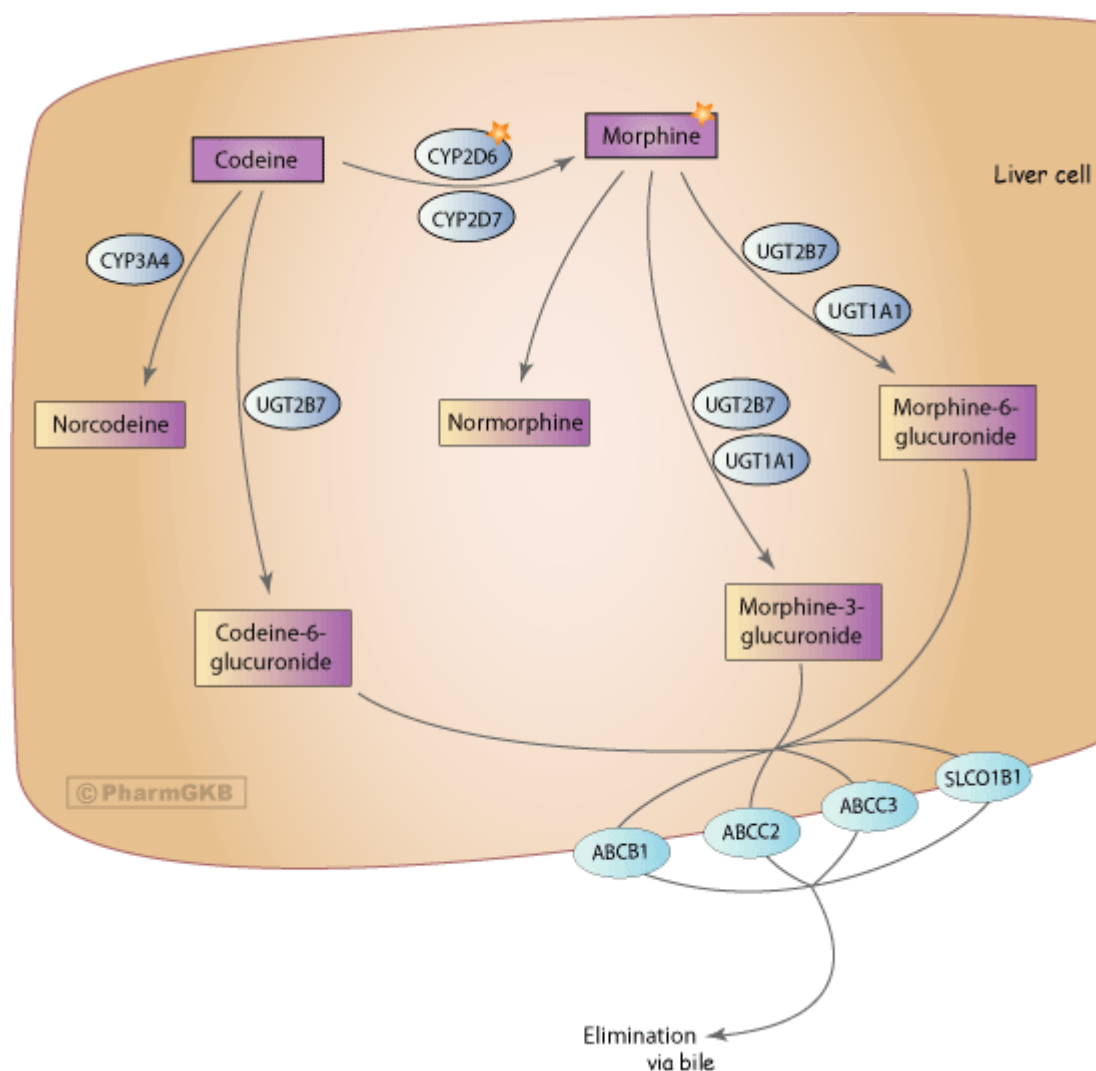 Codeine
CYP2D6
CYP2D7
Morphine
Liver cell
CYP3A4
UGT2B7
UGT1A1
Norcodeine
UGT2B7
Normorphine
UGT2B7
UGT1A1
Morphine-6-
glucuronide
Codeine-6-
glucuronide
Morphine-3-
glucuronide
© PharmGKB
ABCB1
ABCC2
ABCC3
SLCO1B1
Elimination
via bile